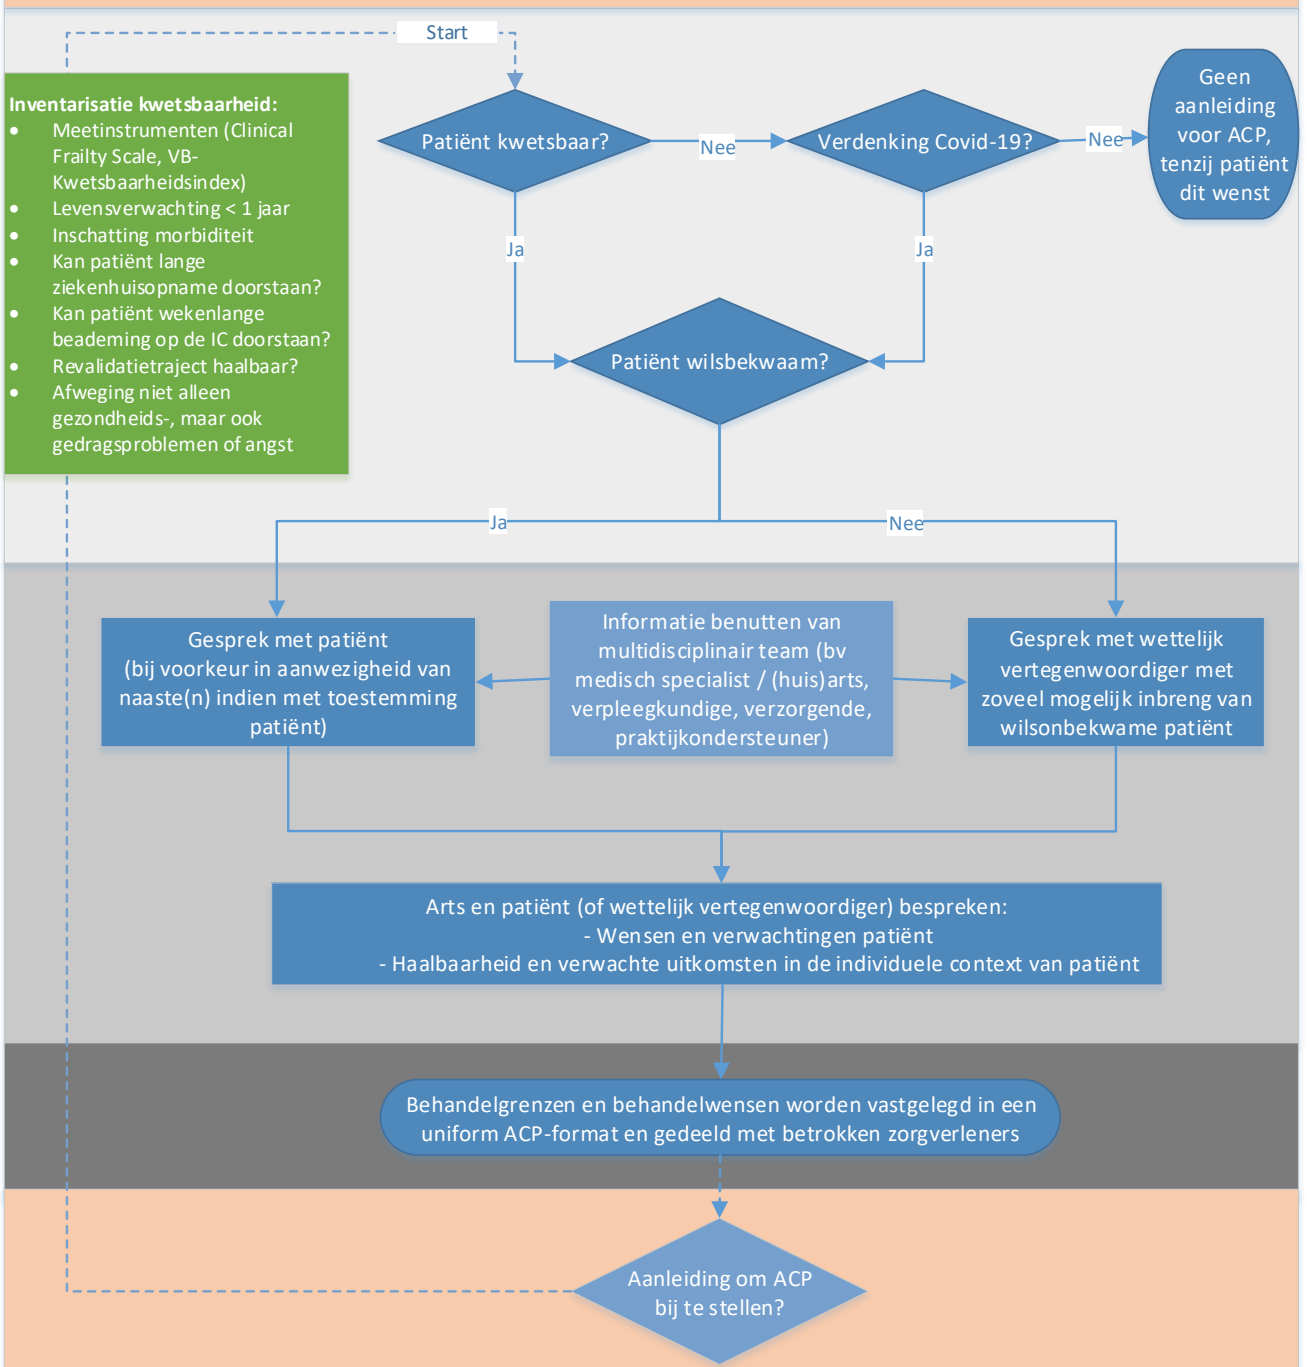 Start
Inventarisatie kwetsbaarheid:
• Meetinstrumenten (Clinical
Frailty Scale, VB-
Kwetsbaarheidsindex)
• Levensverwachting < 1 jaar
• Inschatting morbiditeit
• Kan patiënt lange
ziekenhuisopname doorstaan?
• Kan patiënt wekenlange
beademing op de IC doorstaan?
• Revalidatietraject haalbaar?
• Afweging niet alleen
gezondheids-, maar ook
gedragsproblemen of angst
Patiënt kwetsbaar?
Nee
Verdenking Covid-19?
Nee
Geen
aanleiding
voor ACP,
tenzij patiënt
dit wenst
Ja
Ja
Patiënt wilsbekwaam?
Ja
Nee
Gesprek met patiënt
(bij voorkeur in aanwezigheid van
naaste(n) indien met toestemming
patiënt)
Informatie benutten van
multidisciplinair team (bv
medisch specialist / (huis)arts,
verpleegkundige, verzorgende,
praktijkondersteuner)
Gesprek met wettelijk
vertegenwoordiger met
zoveel mogelijk inbreng van
wilsonbekwame patiënt
Arts en patiënt (of wettelijk vertegenwoordiger) bespreken:
- Wensen en verwachtingen patiënt
- Haalbaarheid en verwachte uitkomsten in de individuele context van patiënt
Behandelgrenzen en behandelwensen worden vastgelegd in een
uniform ACP-format en gedeeld met betrokken zorgverleners
Aanleiding om ACP
bij te stellen?